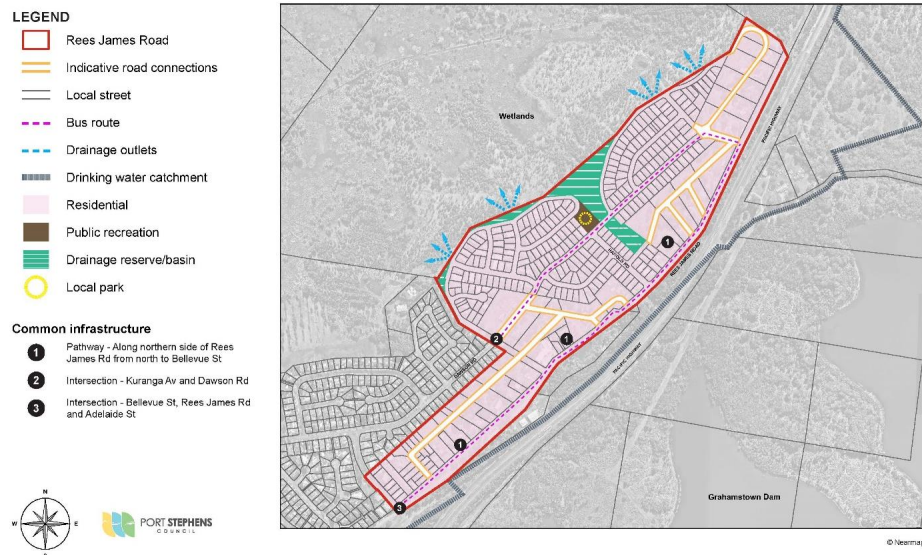 LEGEND
Rees James Road
Indicative road connections
Local street
Bus route
Drainage outlets
Drinking water catchment
Residential
Public recreation
Drainage reserve/basin
Local park
Common infrastructure
1
Pathway - Along northern side of Rees
James Rd from north to Bellevue St
2
Intersection - Kuranga Av and Dawson Rd
3
Intersection - Bellevue St, Rees James Rd
and Adelaide St
N
W
E
PORT STEPHENS
COUNCIL
Wetlands
PACIFIC HIGHWAY
1
REES JAMES ROAD
2
1
PACIFIC HIGHWAY
1
3
Grahamstown Dam
© Nearmap